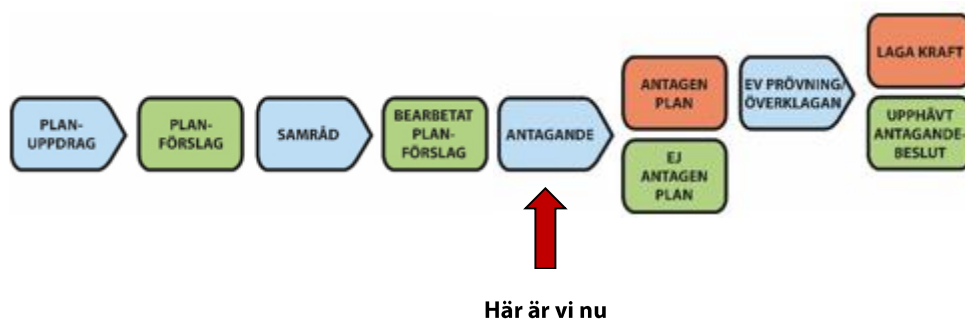 PLAN-
UPPDRAG
PLAN-
FÖRSLAG
SAMRÅD
BEARBETAT
PLAN-
FÖRSLAG
ANTAGANDE
ANTAGEN
PLAN
EJ
ANTAGEN
PLAN
EV PRÖVNING/
ÖVERKLAGAN
LAGA KRAFT
UPPHÄVT
ANTAGANDE-
BESLUT
Här är vi nu